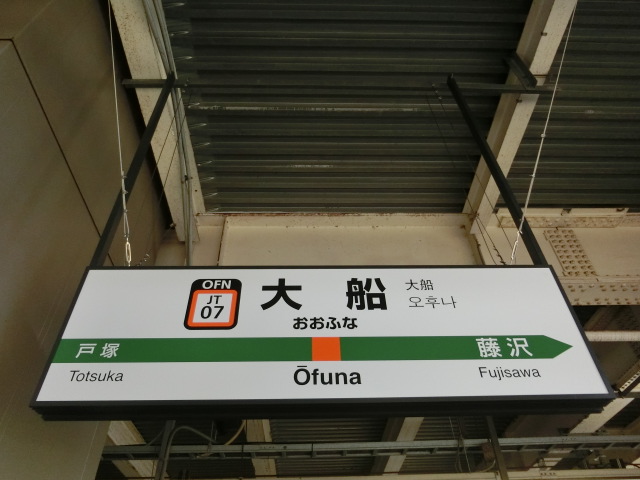 OFN
JT
07
大船
大船
오후나
おおふな
戸塚
藤沢
Totsuka
Ōfuna
Fujisawa